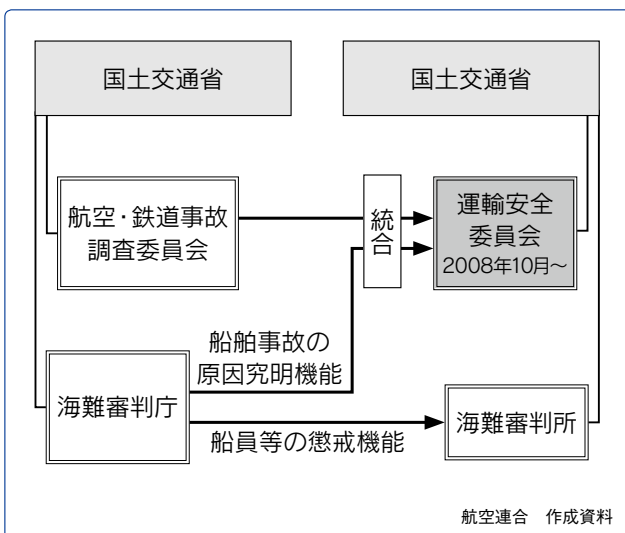 国土交通省
国土交通省
航空・鉄道事故
調査委員会
統合
運輸安全
委員会
2008年10月〜
船舶事故の
原因究明機能
海難審判庁
船員等の懲戒機能
海難審判所
航空連合　作成資料